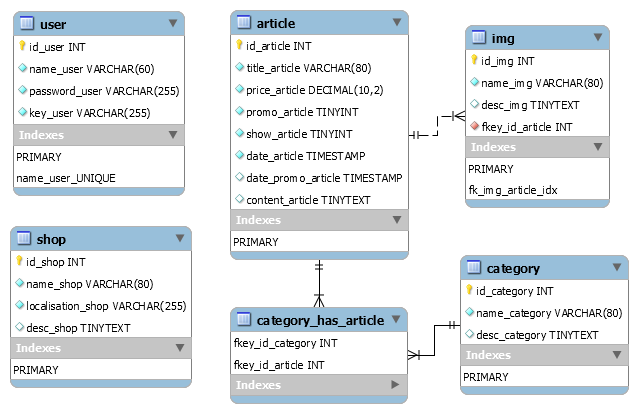 user
id_user INT
name_user VARCHAR(60)
password_user VARCHAR(255)
key_user VARCHAR(255)
Indexes
PRIMARY
name_user_UNIQUE
article
id_article INT
title_article VARCHAR(80)
price_article DECIMAL(10,2)
promo_article TINYINT
show_article TINYINT
date_article TIMESTAMP
date_promo_article TIMESTAMP
content_article TINYTEXT
Indexes
PRIMARY
img
id_img INT
name_img VARCHAR(80)
desc_img TINYTEXT
fkey_id_article INT
Indexes
PRIMARY
fk_img_article_idx
shop
id_shop INT
name_shop VARCHAR(80)
localisation_shop VARCHAR(255)
desc_shop TINYTEXT
Indexes
PRIMARY
category_has_article
fkey_id_category INT
fkey_id_article INT
Indexes
category
id_category INT
name_category VARCHAR(80)
desc_category TINYTEXT
Indexes
PRIMARY